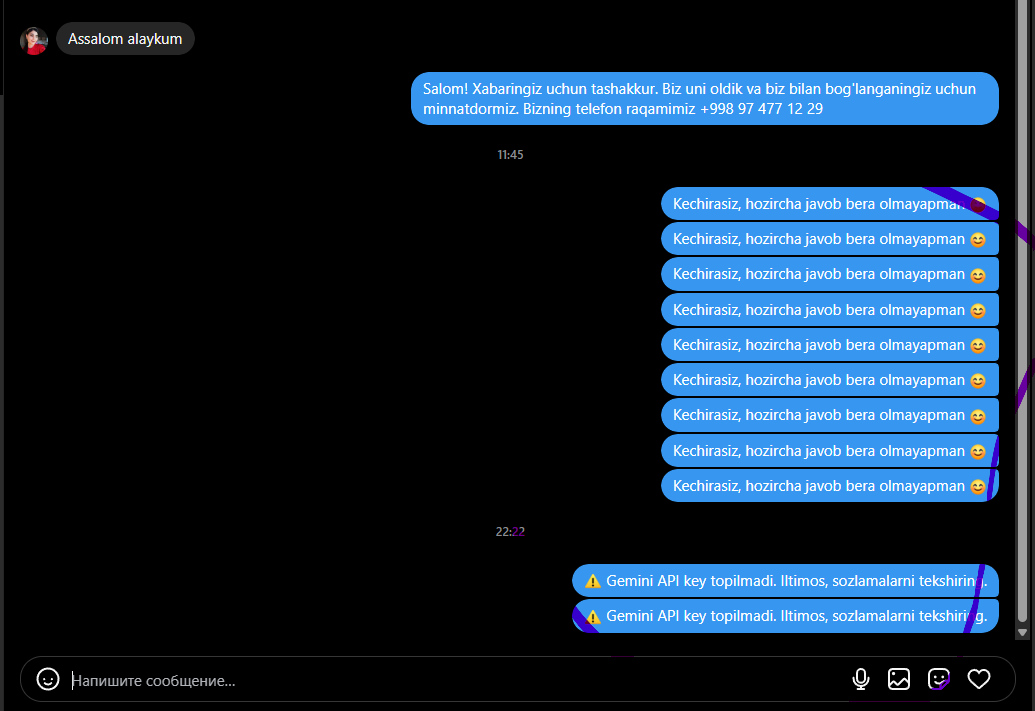 Assalom alaykum
Salom! Xabaringiz uchun tashakkur. Biz uni oldik va biz bilan bog'langaningiz uchun
minnatdormiz. Bizning telefon raqamimiz +998 97 477 12 29
11:45
Kechirasiz, hozircha javob bera olmayapman 😊
Kechirasiz, hozircha javob bera olmayapman 😊
Kechirasiz, hozircha javob bera olmayapman 😊
Kechirasiz, hozircha javob bera olmayapman 😊
Kechirasiz, hozircha javob bera olmayapman 😊
Kechirasiz, hozircha javob bera olmayapman 😊
Kechirasiz, hozircha javob bera olmayapman 😊
Kechirasiz, hozircha javob bera olmayapman 😊
Kechirasiz, hozircha javob bera olmayapman 😊
22:22
⚠️ Gemini API key topilmadi. Iltimos, sozlamalarni tekshiring.
⚠️ Gemini API key topilmadi. Iltimos, sozlamalarni tekshiring.
Напишите сообщение...